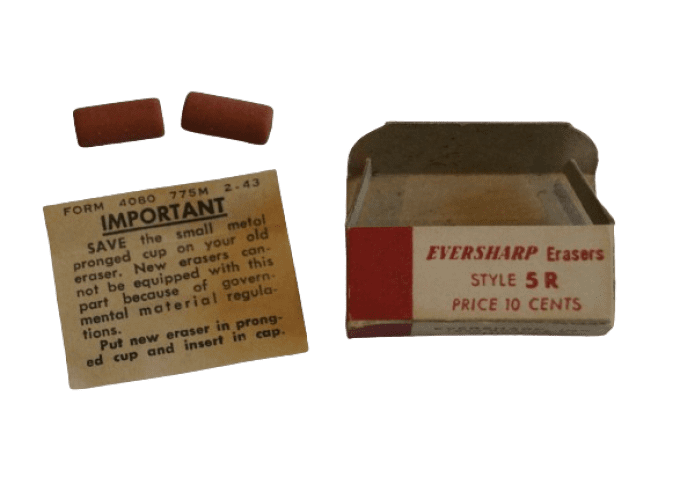 FORM 4080 775M 2-43
IMPORTANT
SAVE the small metal
pronged cup on your old
eraser. New erasers can-
not be equipped with this
part because of govern-
mental material regula-
tions.
Put new eraser in prong-
ed cup and insert in cap.
EVERSHARP Erasers
STYLE 5R
PRICE 10 CENTS
EVERSHARP